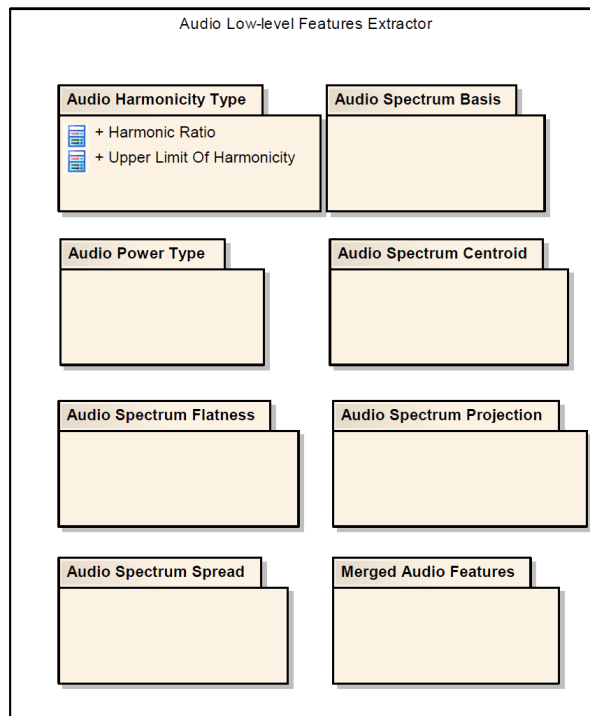 Audio Low-level Features Extractor
Audio Harmonicity Type
+ Harmonic Ratio
+ Upper Limit Of Harmonicity
Audio Spectrum Basis
Audio Power Type
Audio Spectrum Centroid
Audio Spectrum Flatness
Audio Spectrum Projection
Audio Spectrum Spread
Merged Audio Features